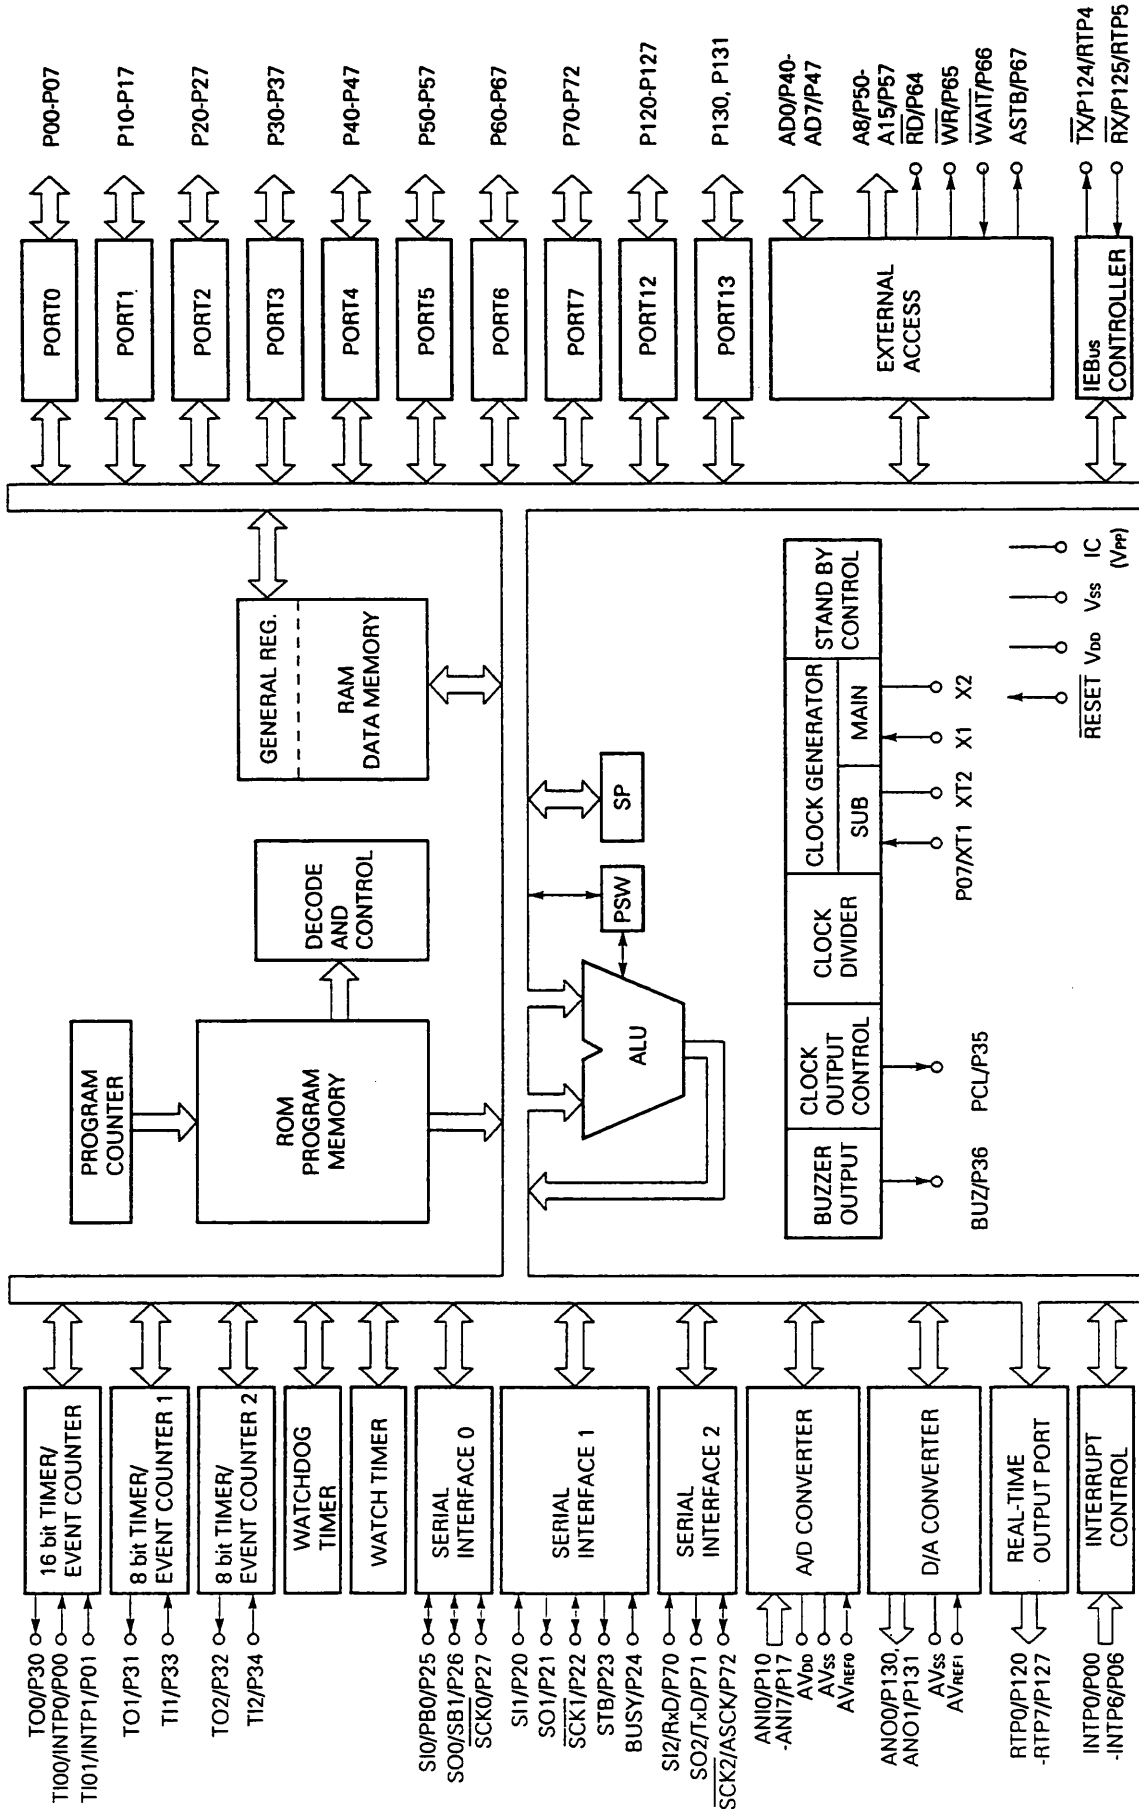 TO0/P30
TI00/INTP0/P00
TI01/INTP1/P01
16 bit TIMER/
EVENT COUNTER
TO1/P31
TI1/P33
8 bit TIMER/
EVENT COUNTER 1
TO2/P32
TI2/P34
8 bit TIMER/
EVENT COUNTER 2
WATCHDOG
TIMER
WATCH TIMER
SI0/PB0/P25
SO0/SB1/P26
SCK0/P27
SERIAL
INTERFACE 0
SI1/P20
SO1/P21
SCK1/P22
STB/P23
BUSY/P24
SERIAL
INTERFACE 1
SI2/RxD/P70
SO2/TxD/P71
SCK2/ASCK/P72
SERIAL
INTERFACE 2
ANI0/P10
-ANI7/P17
AVDD
AVSS
AVREF0
A/D CONVERTER
ANO0/P130,
ANO1/P131
AVSS
AVREF1
D/A CONVERTER
RTP0/P120
-RTP7/P127
REAL-TIME
OUTPUT PORT
INTP0/P00
-INTP6/P06
INTERRUPT
CONTROL
PROGRAM
COUNTER
ROM
PROGRAM
MEMORY
DECODE
AND
CONTROL
GENERAL REG.
RAM
DATA MEMORY
ALU
PSW
SP
BUZZER
OUTPUT
CLOCK
OUTPUT
CONTROL
CLOCK
DIVIDER
CLOCK GENERATOR
SUB
MAIN
STAND BY
CONTROL
BUZ/P36
PCL/P35
P07/XT1
XT2
X1
X2
RESET
VDD
VSS
IC
(VPP)
PORT0
P00-P07
PORT1
P10-P17
PORT2
P20-P27
PORT3
P30-P37
PORT4
P40-P47
PORT5
P50-P57
PORT6
P60-P67
PORT7
P70-P72
PORT12
P120-P127
PORT13
P130, P131
EXTERNAL
ACCESS
AD0/P40-
AD7/P47
A8/P50-
A15/P57
RD/P64
WR/P65
WAIT/P66
ASTB/P67
IEBus
CONTROLLER
TX/P124/RTP4
RX/P125/RTP5